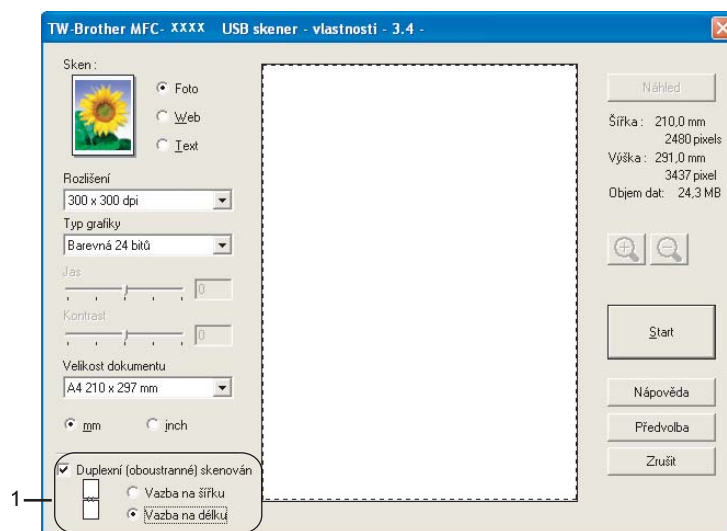 TW-Brother MFC- XXXX USB skener - vlastnosti - 3.4 -
Sken :
Foto
Web
Text
Rozlišení
300 x 300 dpi
Typ grafiky
Barevná 24 bitů
Jas
0
Kontrast
0
Velikost dokumentu
A4 210 x 297 mm
mm
inch
Duplexní (oboustranné) skenován
Vazba na šířku
Vazba na délku
1
Náhled
Šířka : 210,0 mm
2480 pixels
Výška : 291,0 mm
3437 pixel
Objem dat: 24,3 MB
Start
Nápověda
Předvolba
Zrušit